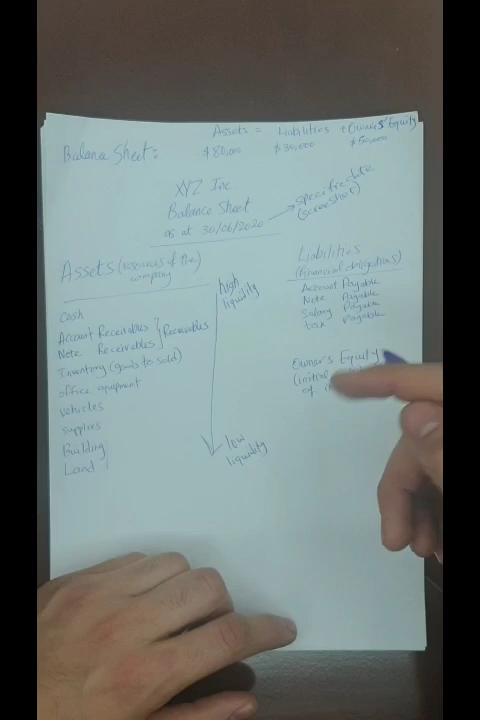 Assets = Liabilities + Owner's Equity
Balance Sheet: $80,000 $30,000 $50,000
XYZ Inc
Balance Sheet
as at 30/06/2020
specific date
(screenshot)
Assets (resources of the
company)
Cash
Account Receivables
Note Receivables } Receivables
Inventory (goods to sold)
office equpment
vehicles
supplies
Building
Land
high
liquidity
low
liquidity
Liabilities
(financial obligations)
Account Payable
Note Payable
Salary Payable
tax Payable
Owner's Equity
(initial
of